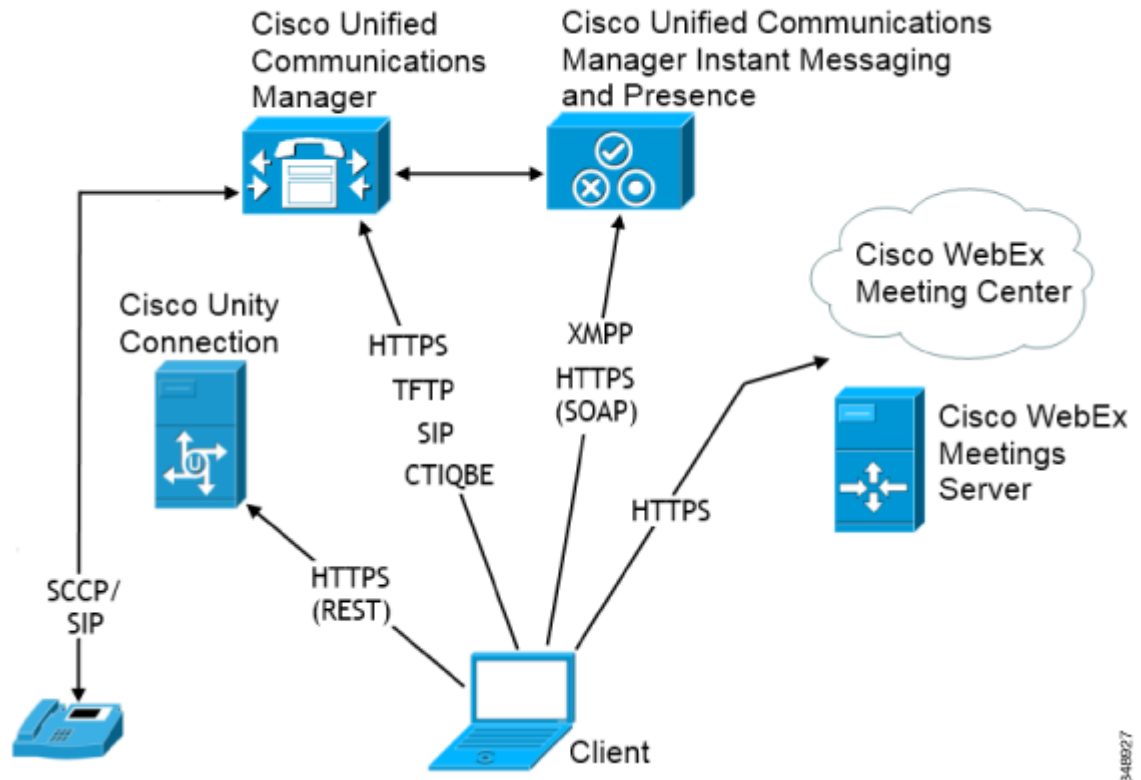 Cisco Unified
Communications
Manager
Cisco Unified Communications
Manager Instant Messaging
and Presence
Cisco WebEx
Meeting Center
Cisco Unity
Connection
HTTPS
TFTP
SIP
CTIQBE
XMPP
HTTPS
(SOAP)
Cisco WebEx
Meetings
Server
HTTPS
U
HTTPS
(REST)
SCCP/
SIP
Client
348927